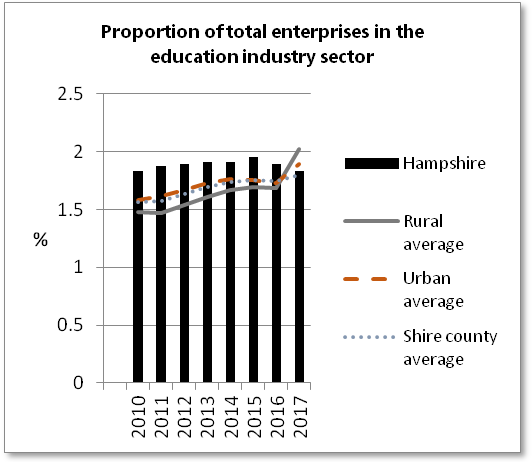 Proportion of total enterprises in the
education industry sector
2.5
2
1.5
1
0.5
0
%
2010
2011
2012
2013
2014
2015
2016
2017
Hampshire
Rural
average
Urban
average
Shire county
average